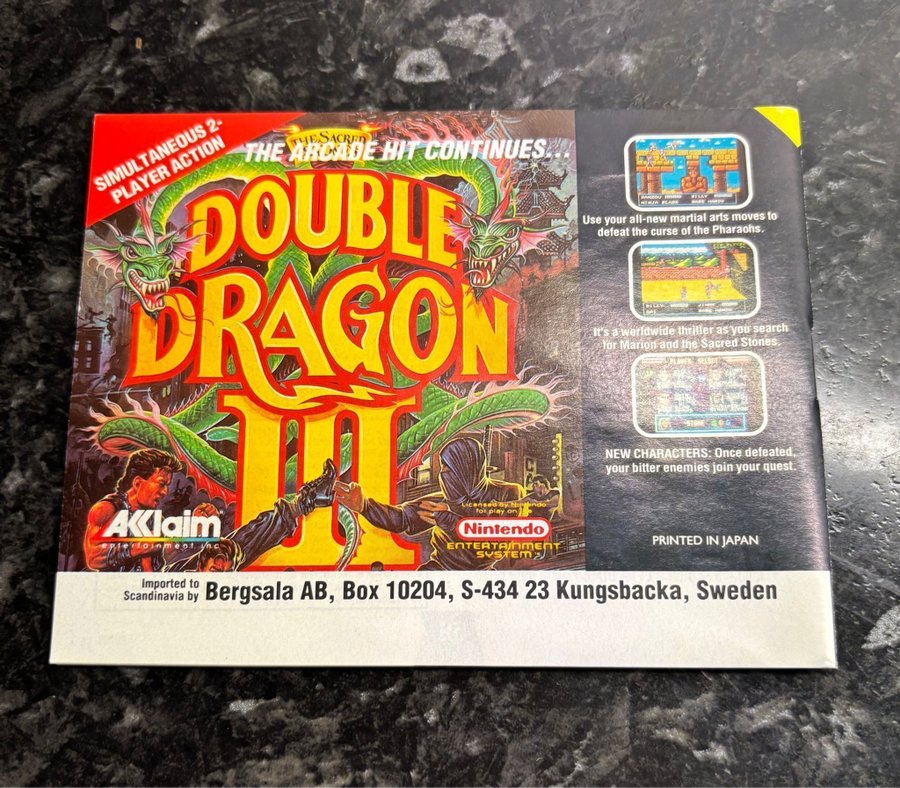 SIMULTANEOUS 2-
PLAYER ACTION
THE SACRED
THE ARCADE HIT CONTINUES...
DOUBLE
DRAGON
III
AKklaim
entertainment inc
Licensed by Nintendo
for play on the
Nintendo
ENTERTAINMENT
SYSTEM
Use your all-new martial arts moves to
defeat the curse of the Pharaohs.
It's a worldwide thriller as you search
for Marion and the Sacred Stones.
NEW CHARACTERS: Once defeated,
your bitter enemies join your quest.
PRINTED IN JAPAN
Imported to
Scandinavia by Bergsala AB, Box 10204, S-434 23 Kungsbacka, Sweden